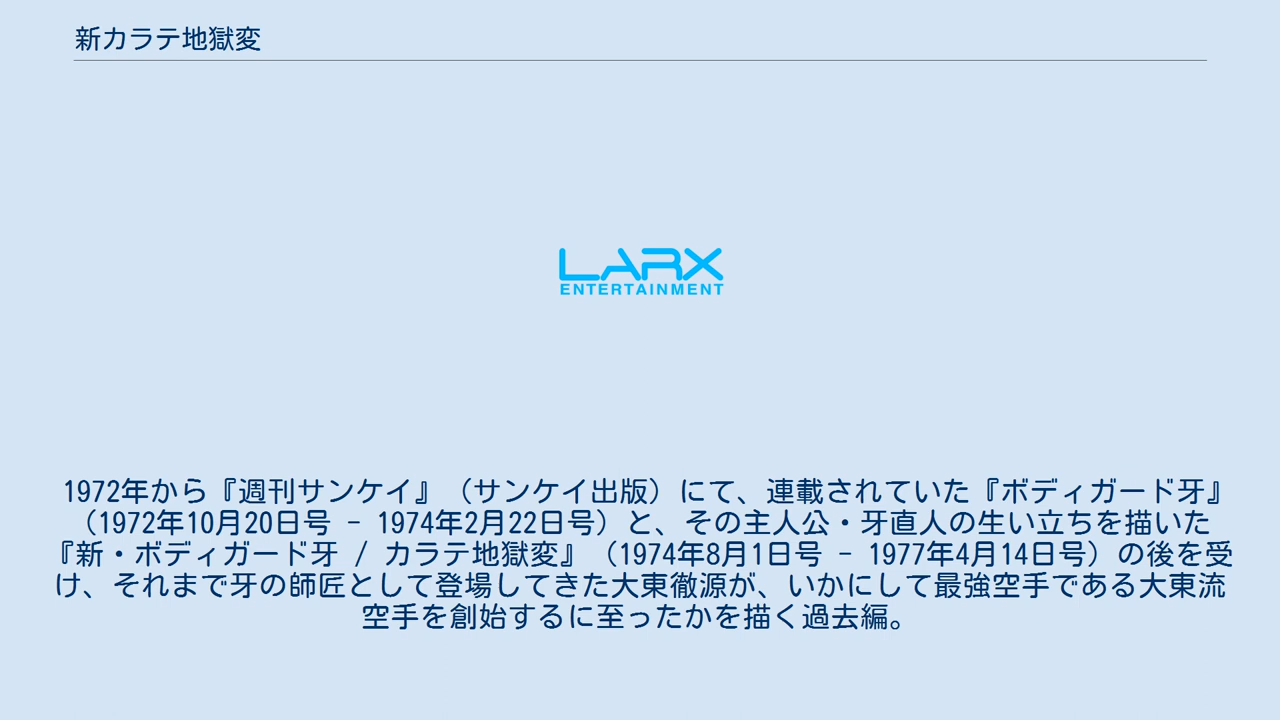 新カラテ地獄変
LARX
ENTERTAINMENT
1972年から『週刊サンケイ』（サンケイ出版）にて、連載されていた『ボディガード牙』
（1972年10月20日号 - 1974年2月22日号）と、その主人公・牙直人の生い立ちを描いた
『新・ボディガード牙 / カラテ地獄変』（1974年8月1日号 - 1977年4月14日号）の後を受
け、それまで牙の師匠として登場してきた大東徹源が、いかにして最強空手である大東流
空手を創始するに至ったかを描く過去編。